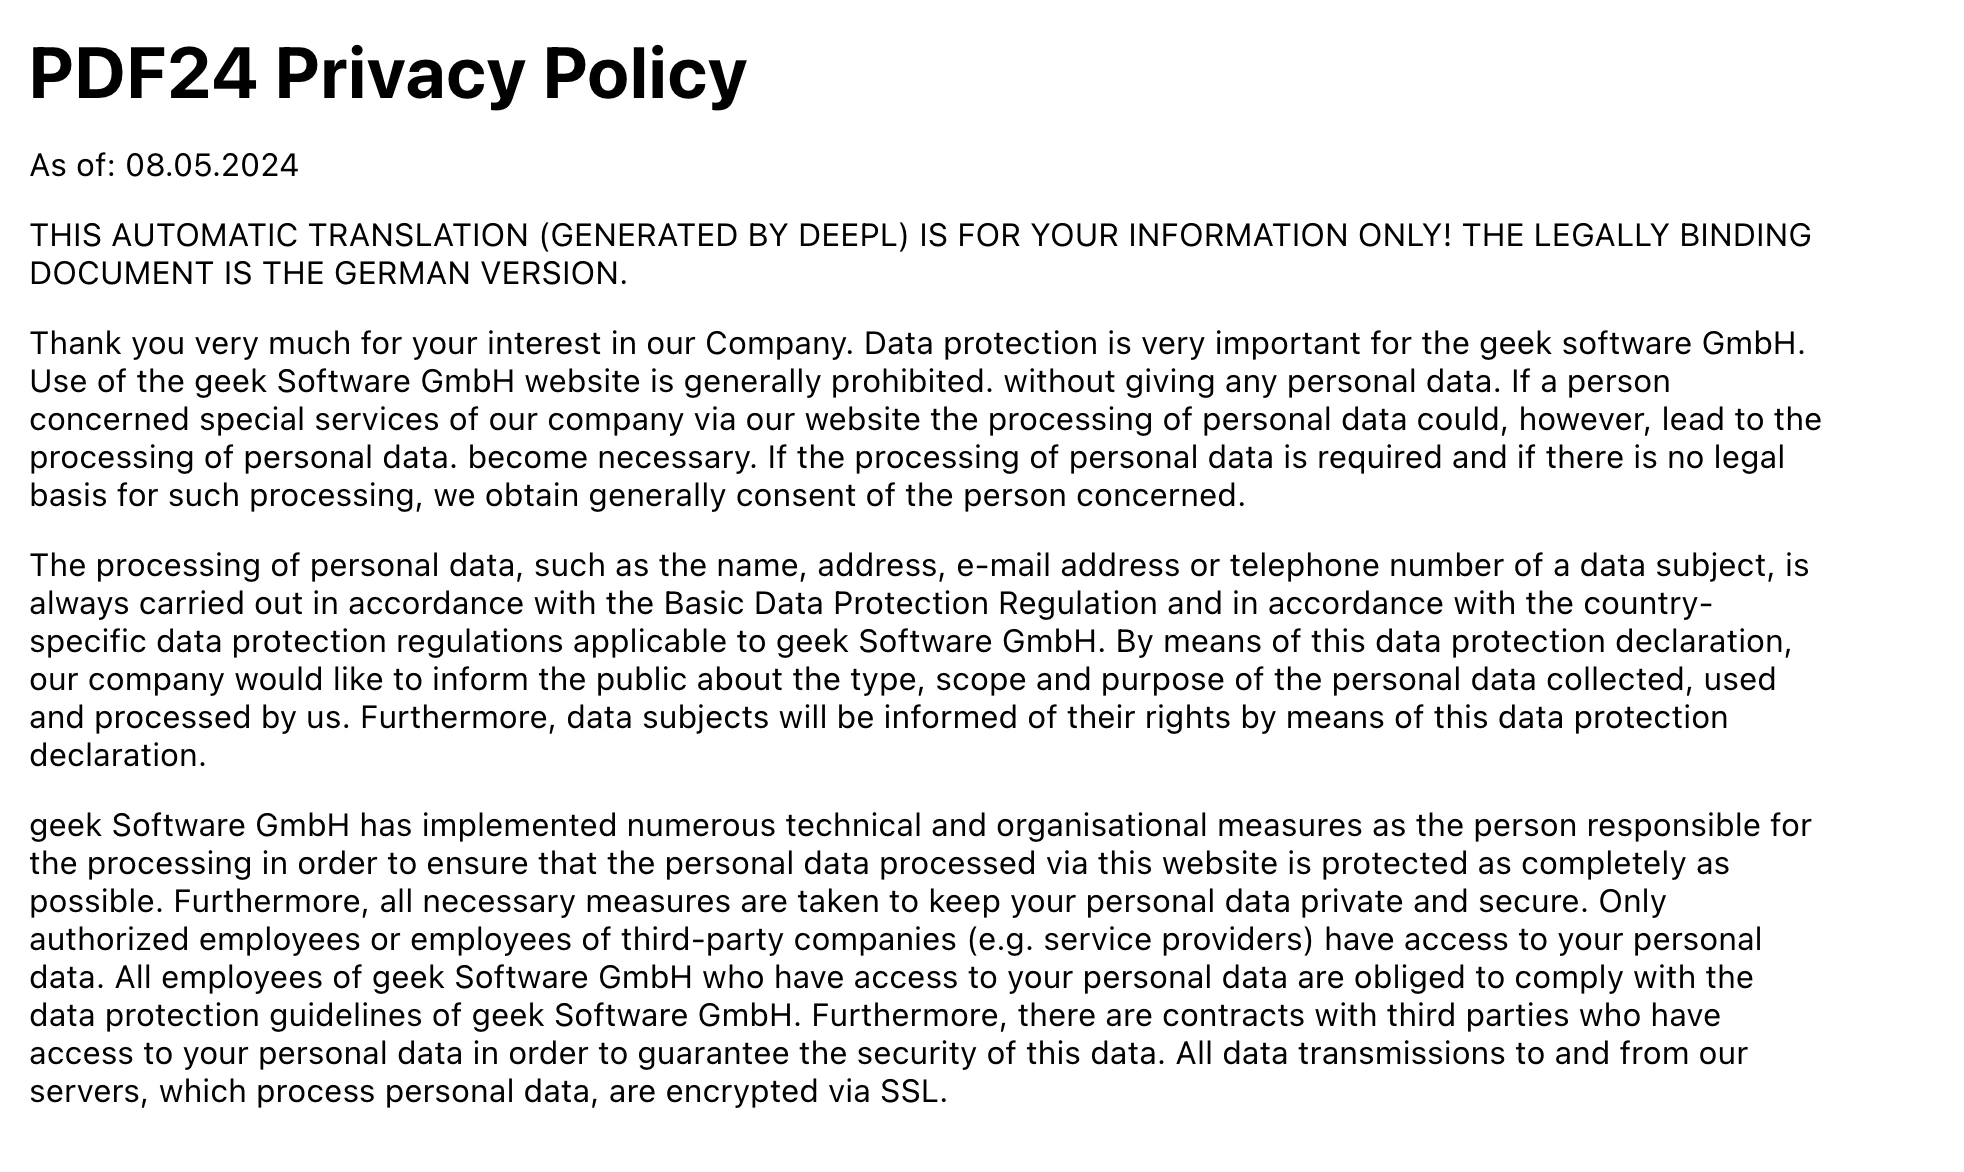 PDF24 Privacy Policy
As of: 08.05.2024
THIS AUTOMATIC TRANSLATION (GENERATED BY DEEPL) IS FOR YOUR INFORMATION ONLY! THE LEGALLY BINDING
DOCUMENT IS THE GERMAN VERSION.
Thank you very much for your interest in our Company. Data protection is very important for the geek software GmbH.
Use of the geek Software GmbH website is generally prohibited. without giving any personal data. If a person
concerned special services of our company via our website the processing of personal data could, however, lead to the
processing of personal data. become necessary. If the processing of personal data is required and if there is no legal
basis for such processing, we obtain generally consent of the person concerned.
The processing of personal data, such as the name, address, e-mail address or telephone number of a data subject, is
always carried out in accordance with the Basic Data Protection Regulation and in accordance with the country-
specific data protection regulations applicable to geek Software GmbH. By means of this data protection declaration,
our company would like to inform the public about the type, scope and purpose of the personal data collected, used
and processed by us. Furthermore, data subjects will be informed of their rights by means of this data protection
declaration.
geek Software GmbH has implemented numerous technical and organisational measures as the person responsible for
the processing in order to ensure that the personal data processed via this website is protected as completely as
possible. Furthermore, all necessary measures are taken to keep your personal data private and secure. Only
authorized employees or employees of third-party companies (e.g. service providers) have access to your personal
data. All employees of geek Software GmbH who have access to your personal data are obliged to comply with the
data protection guidelines of geek Software GmbH. Furthermore, there are contracts with third parties who have
access to your personal data in order to guarantee the security of this data. All data transmissions to and from our
servers, which process personal data, are encrypted via SSL.